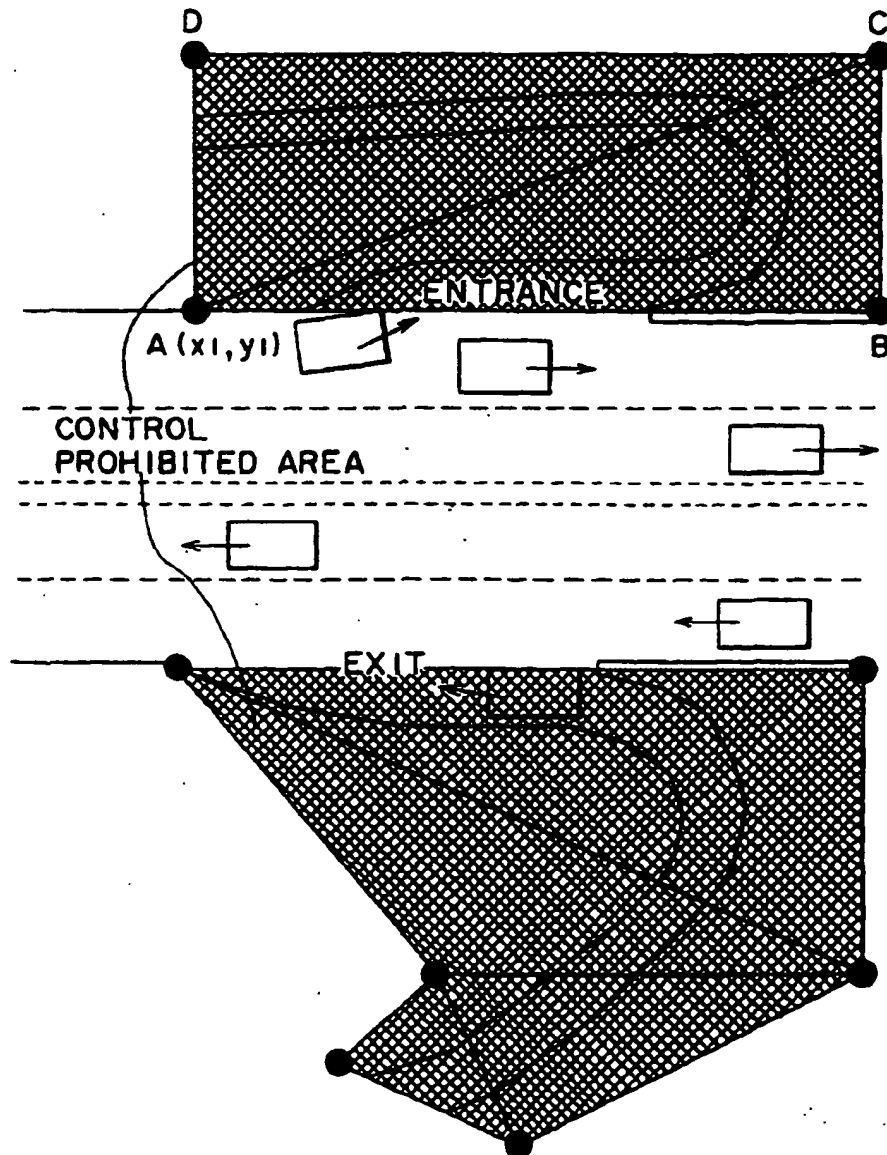 D C
ENTRANCE
A (x1, y1)
B
CONTROL
PROHIBITED AREA
EXIT